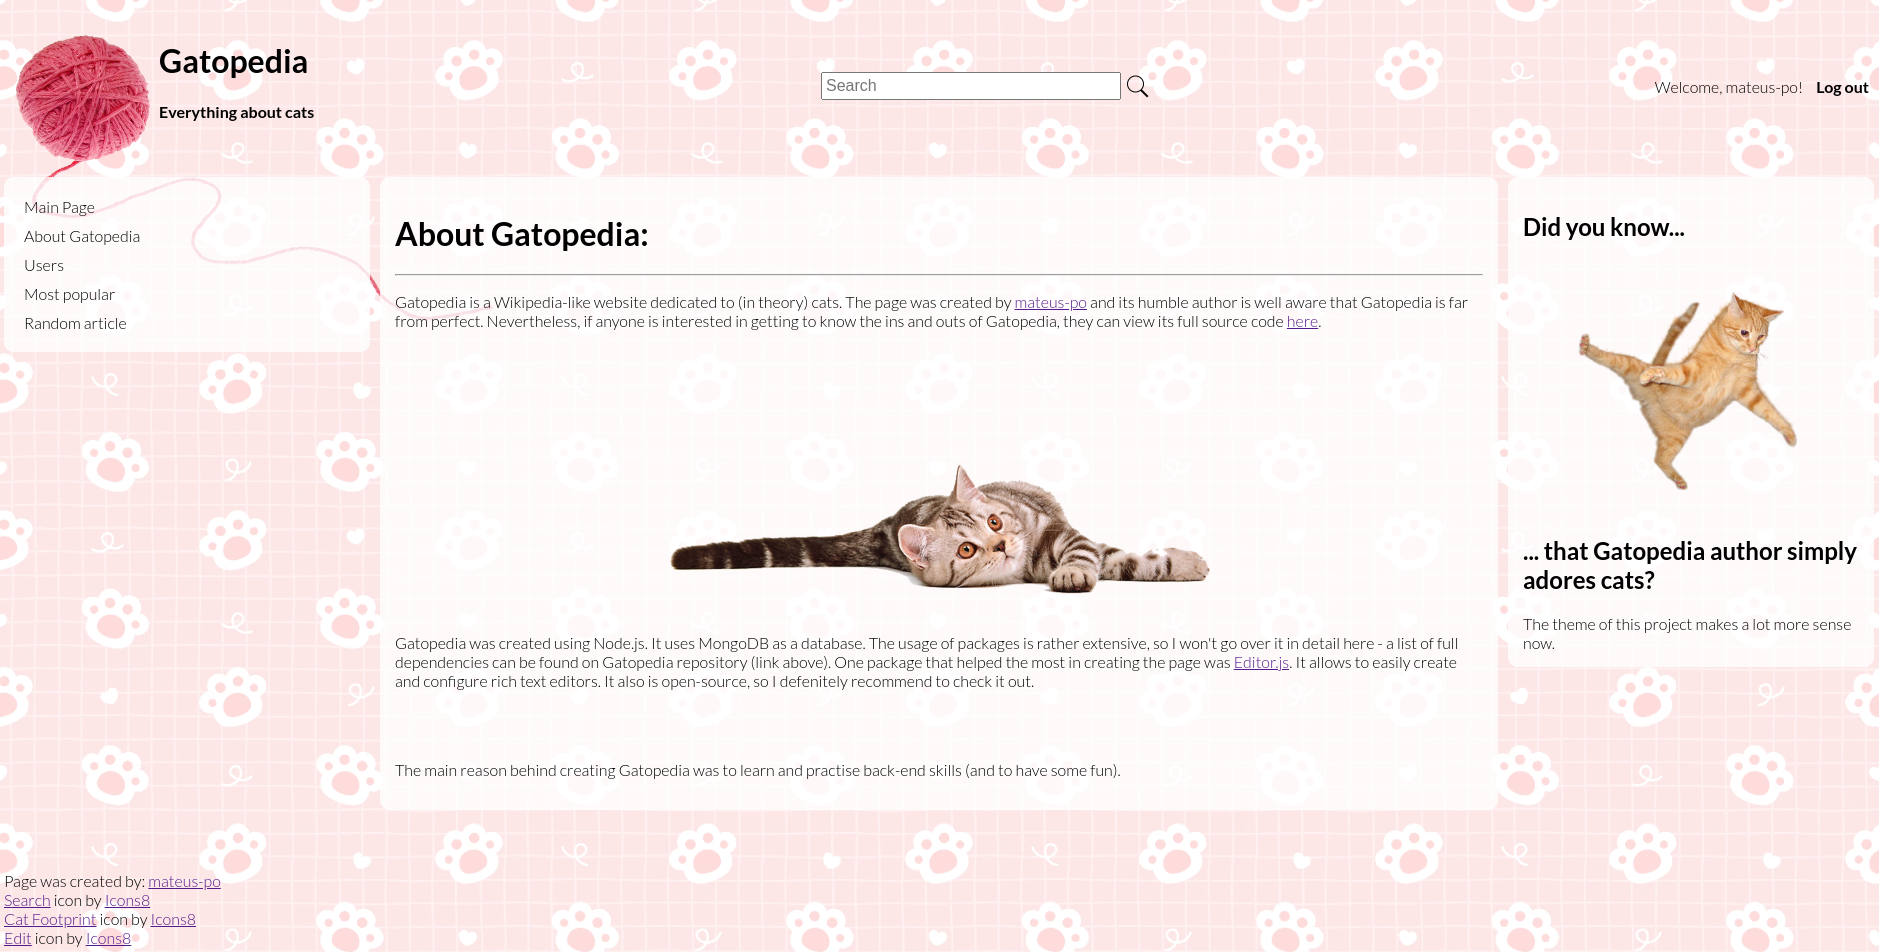 Gatopedia
Everything about cats
Search
Welcome, mateus-po! Log out
Main Page
About Gatopedia
Users
Most popular
Random article
About Gatopedia:
Gatopedia is a Wikipedia-like website dedicated to (in theory) cats. The page was created by mateus-po and its humble author is well aware that Gatopedia is far
from perfect. Nevertheless, if anyone is interested in getting to know the ins and outs of Gatopedia, they can view its full source code here.
Gatopedia was created using Node.js. It uses MongoDB as a database. The usage of packages is rather extensive, so I won't go over it in detail here - a list of full
dependencies can be found on Gatopedia repository (link above). One package that helped the most in creating the page was Editor.js. It allows to easily create
and configure rich text editors. It also is open-source, so I defenitely recommend to check it out.
The main reason behind creating Gatopedia was to learn and practise back-end skills (and to have some fun).
Did you know...
... that Gatopedia author simply
adores cats?
The theme of this project makes a lot more sense
now.
Page was created by: mateus-po
Search icon by Icons8
Cat Footprint icon by Icons8
Edit icon by Icons8